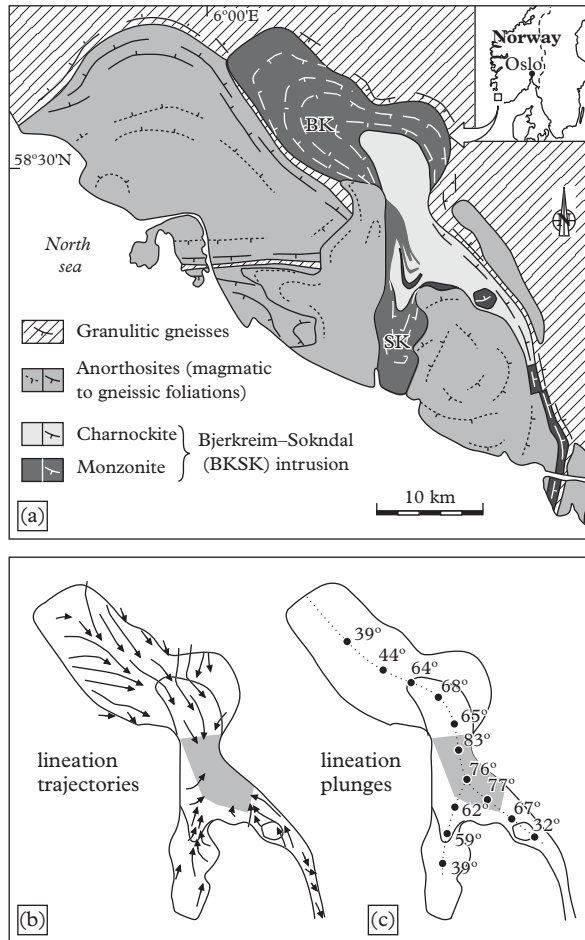 6°00'E
Norway
Oslo
BK
58°30'N
N
North
sea
SK
Granulitic gneisses
Anorthosites (magmatic
to gneissic foliations)
Charnockite
Monzonite
Bjerkreim–Sokndal
(BKSK) intrusion
10 km
(a)
39°
44°
64°
68°
65°
83°
76°
77°
62°
67°
32°
59°
39°
lineation
trajectories
lineation
plunges
(b)
(c)